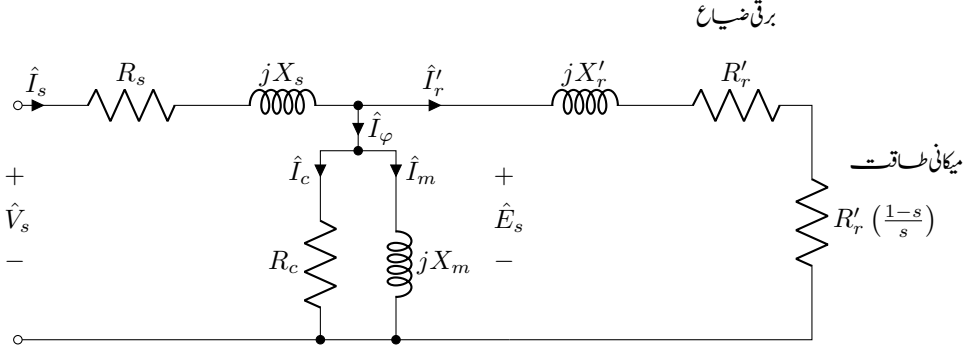 برقی ضیاع
Î_s R_s jX_s Î′_r jX′_r R′_r
Î_φ
میکانی طاقت
Î_c Î_m
+ +
V̂_s Ê_s R′_r (1−s/s)
− R_c jX_m −